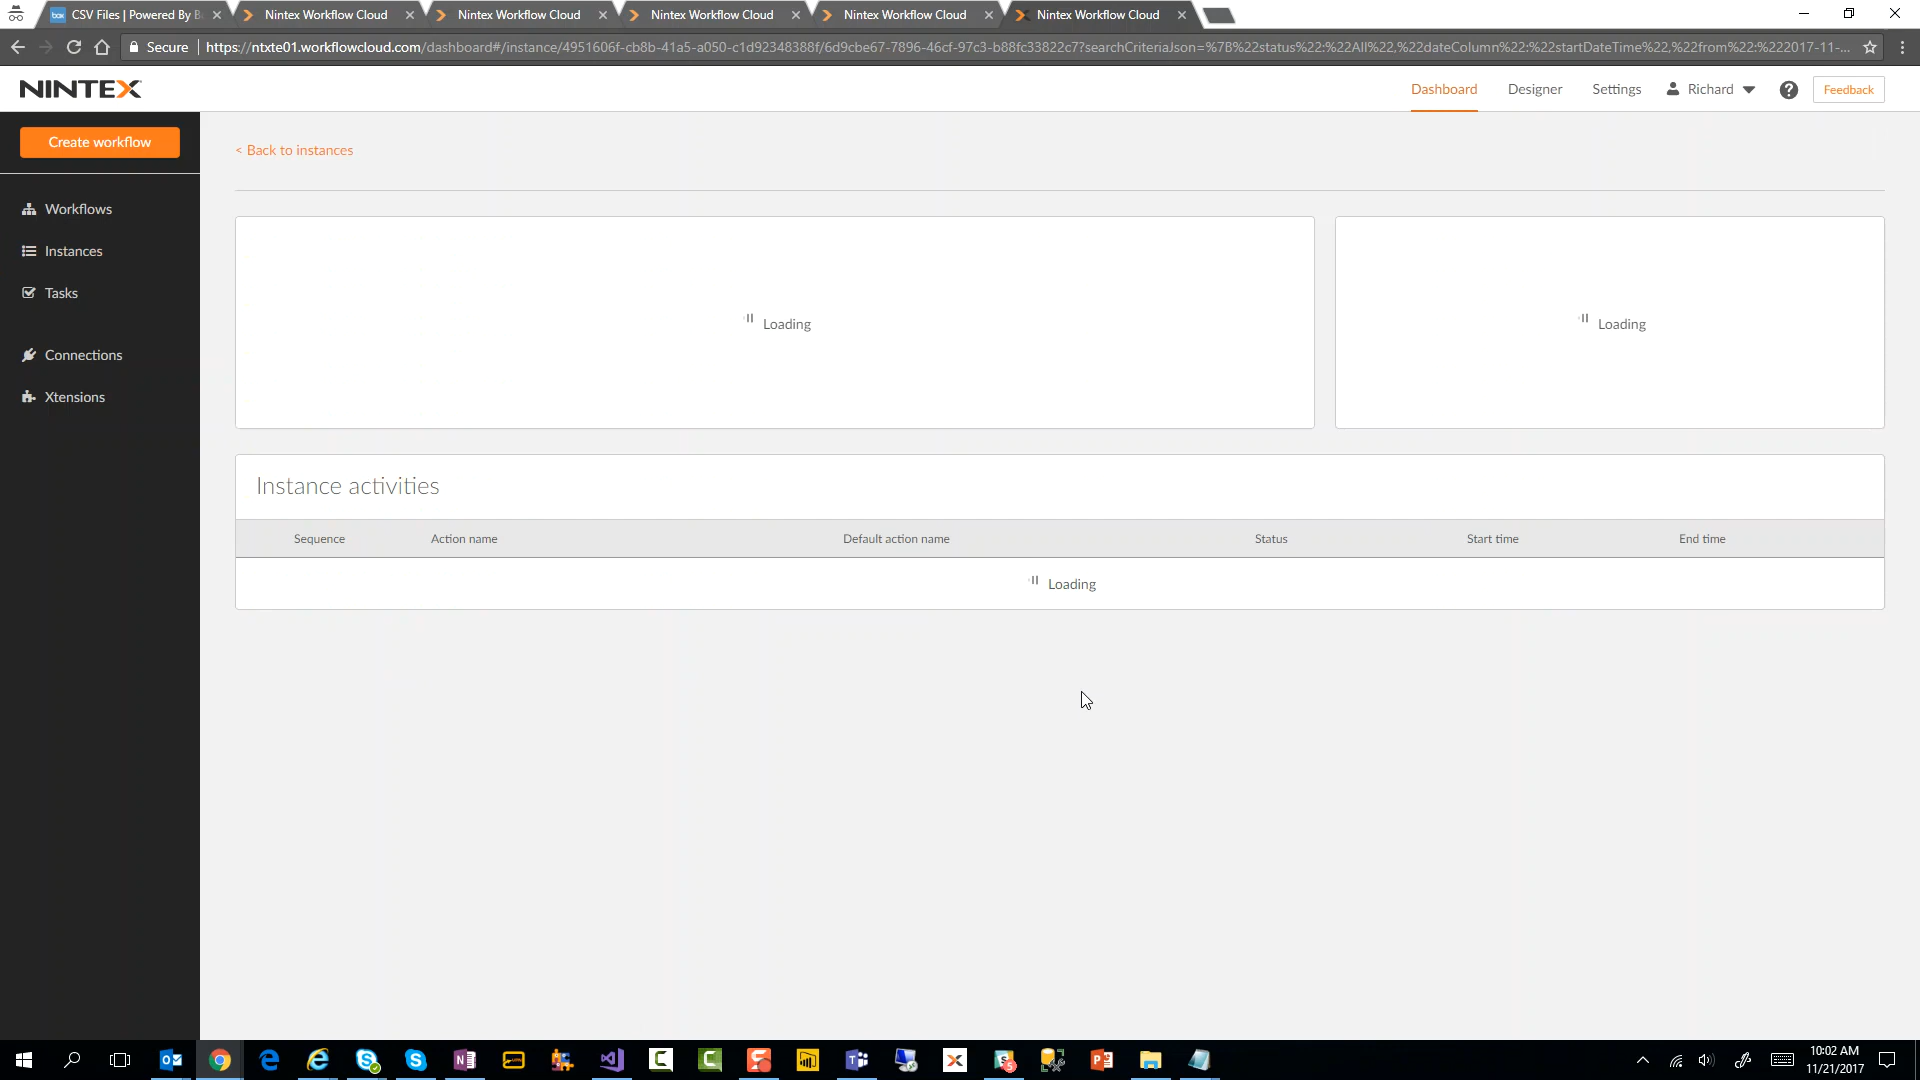 CSV Files | Powered By B
Nintex Workflow Cloud
Nintex Workflow Cloud
Nintex Workflow Cloud
Nintex Workflow Cloud
Nintex Workflow Cloud
Secure
https://ntxte01.workflowcloud.com/dashboard#/instance/4951606f-cb8b-41a5-a050-c1d92348388f/6d9cbe67-7896-46cf-97c3-b88fc33822c7?searchCriteriaJson=%7B%22status%22:%22All%22,%22dateColumn%22:%22startDateTime%22,%22from%22:%222017-11-...
NINTEX
Dashboard
Designer
Settings
Richard
Feedback
Create workflow
Workflows
Instances
Tasks
Connections
Xtensions
< Back to instances
Loading
Loading
Instance activities
Sequence
Action name
Default action name
Status
Start time
End time
Loading
10:02 AM
11/21/2017